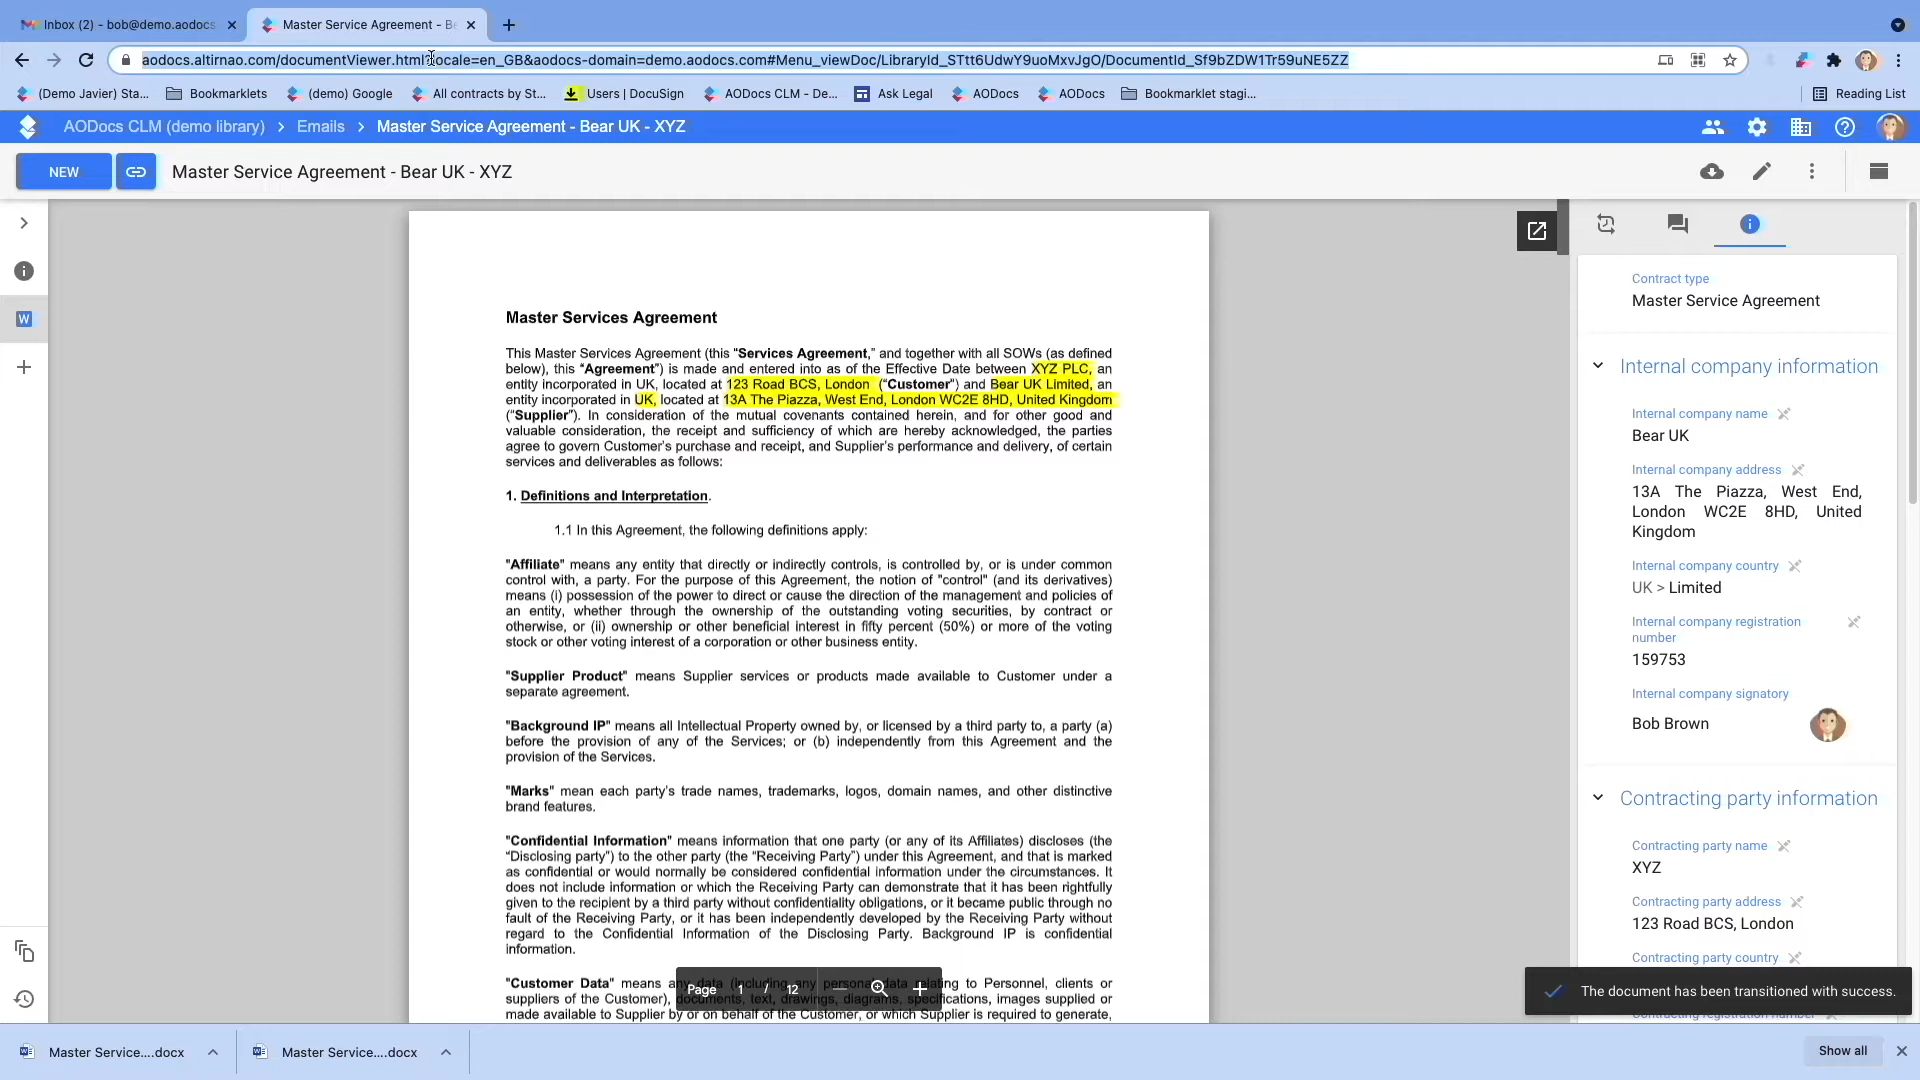 Inbox (2) - bob@demo.aodocs
Master Service Agreement - Be
aodocs.altirnao.com/documentViewer.html?locale=en_GB&aodocs-domain=demo.aodocs.com#Menu_viewDoc/LibraryId_STtt6UdwY9uoMxvJgO/DocumentId_Sf9bZDW1Tr59uNE5ZZ
(Demo Javier) Sta...
Bookmarklets
(demo) Google
All contracts by St...
Users | DocuSign
AODocs CLM - De...
Ask Legal
AODocs
AODocs
Bookmarklet stagi...
Reading List
AODocs CLM (demo library) > Emails > Master Service Agreement - Bear UK - XYZ
NEW
Master Service Agreement - Bear UK - XYZ
Master Services Agreement
This Master Services Agreement (this "Services Agreement," and together with all SOWs (as defined
below), this "Agreement") is made and entered into as of the Effective Date between XYZ PLC, an
entity incorporated in UK, located at 123 Road BCS, London ("Customer") and Bear UK Limited, an
entity incorporated in UK, located at 13A The Piazza, West End, London WC2E 8HD, United Kingdom
("Supplier"). In consideration of the mutual covenants contained herein, and for other good and
valuable consideration, the receipt and sufficiency of which are hereby acknowledged, the parties
agree to govern Customer's purchase and receipt, and Supplier's performance and delivery, of certain
services and deliverables as follows:
1. Definitions and Interpretation.
1.1 In this Agreement, the following definitions apply:
"Affiliate" means any entity that directly or indirectly controls, is controlled by, or is under common
control with, a party. For the purpose of this Agreement, the notion of "control" (and its derivatives)
means (i) possession of the power to direct or cause the direction of the management and policies of
an entity, whether through the ownership of the outstanding voting securities, by contract or
otherwise, or (ii) ownership or other beneficial interest in fifty percent (50%) or more of the voting
stock or other voting interest of a corporation or other business entity.
"Supplier Product" means Supplier services or products made available to Customer under a
separate agreement.
"Background IP" means all Intellectual Property owned by, or licensed by a third party to, a party (a)
before the provision of any of the Services; or (b) independently from this Agreement and the
provision of the Services.
"Marks" mean each party's trade names, trademarks, logos, domain names, and other distinctive
brand features.
"Confidential Information" means information that one party (or any of its Affiliates) discloses (the
"Disclosing party") to the other party (the "Receiving Party") under this Agreement, and that is marked
as confidential or would normally be considered confidential information under the circumstances. It
does not include information or which the Receiving Party can demonstrate that it has been rightfully
given to the recipient by a third party without confidentiality obligations, or it became public through no
fault of the Receiving Party, or it has been independently developed by the Receiving Party without
regard to the Confidential Information of the Disclosing Party. Background IP is confidential
information.
"Customer Data" means any data (including any personal data relating to Personnel, clients or
suppliers of the Customer), documents, text, drawings, diagrams, specifications, images supplied or
made available to Supplier by or on behalf of the Customer, or which Supplier is required to generate,
Page 1 / 12
Contract type
Master Service Agreement
Internal company information
Internal company name
Bear UK
Internal company address
13A The Piazza, West End,
London WC2E 8HD, United
Kingdom
Internal company country
UK > Limited
Internal company registration
number
159753
Internal company signatory
Bob Brown
Contracting party information
Contracting party name
XYZ
Contracting party address
123 Road BCS, London
Contracting party country
The document has been transitioned with success.
Master Service....docx
Master Service....docx
Show all